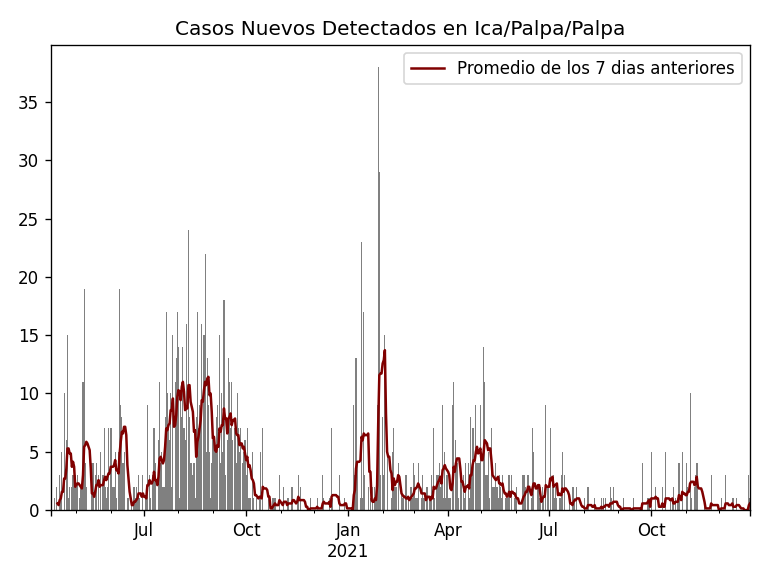 Casos Nuevos Detectados en Ica/Palpa/Palpa
Promedio de los 7 dias anteriores
35
30
25
20
15
10
5
0
Jul
Oct
Jan
2021
Apr
Jul
Oct